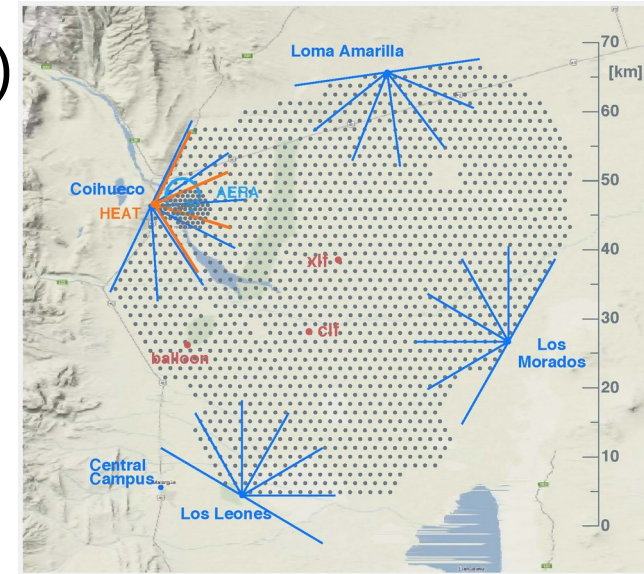 )
Loma Amarilla
70
[km]
60
Coihueco
AERA
50
HEAT
40
xlf
clf
30
Los
Morados
balloon
20
Central
Campus
10
Los Leones
0